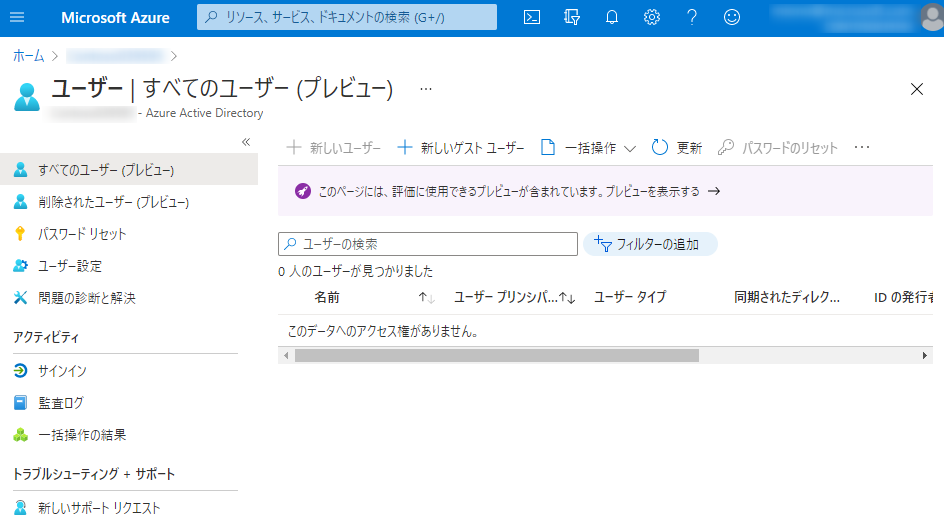 Microsoft Azure
リソース、サービス、ドキュメントの検索 (G+/)
ホーム
ユーザー | すべてのユーザー (プレビュー) ...
- Azure Active Directory
すべてのユーザー (プレビュー)
削除されたユーザー (プレビュー)
パスワード リセット
ユーザー設定
問題の診断と解決
アクティビティ
サインイン
監査ログ
一括操作の結果
トラブルシューティング + サポート
新しいサポート リクエスト
新しいユーザー 新しいゲスト ユーザー 一括操作 更新 パスワードのリセット ...
このページには、評価に使用できるプレビューが含まれています。プレビューを表示する →
ユーザーの検索 フィルターの追加
0 人のユーザーが見つかりました
名前 ↑↓ ユーザー プリンシパ...↑↓ ユーザー タイプ 同期されたディレク... ID の発行者
このデータへのアクセス権がありません。